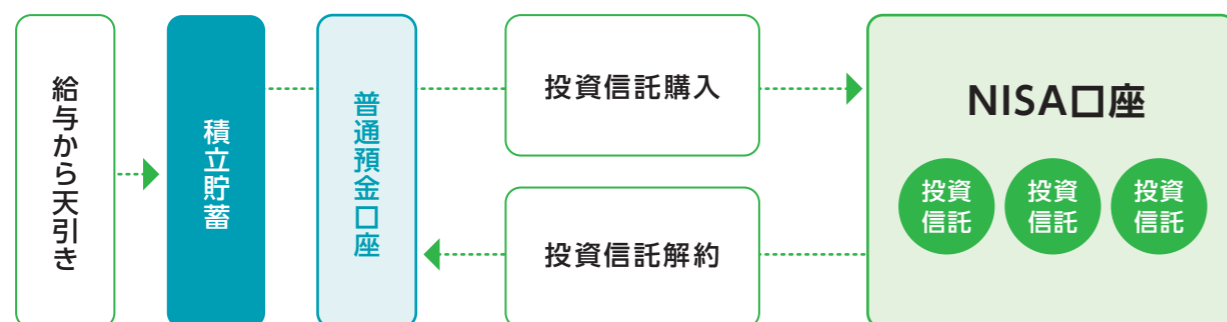 給与から天引き
積立貯蓄
普通預金口座
投資信託購入
投資信託解約
NISA口座
投資
信託
投資
信託
投資
信託